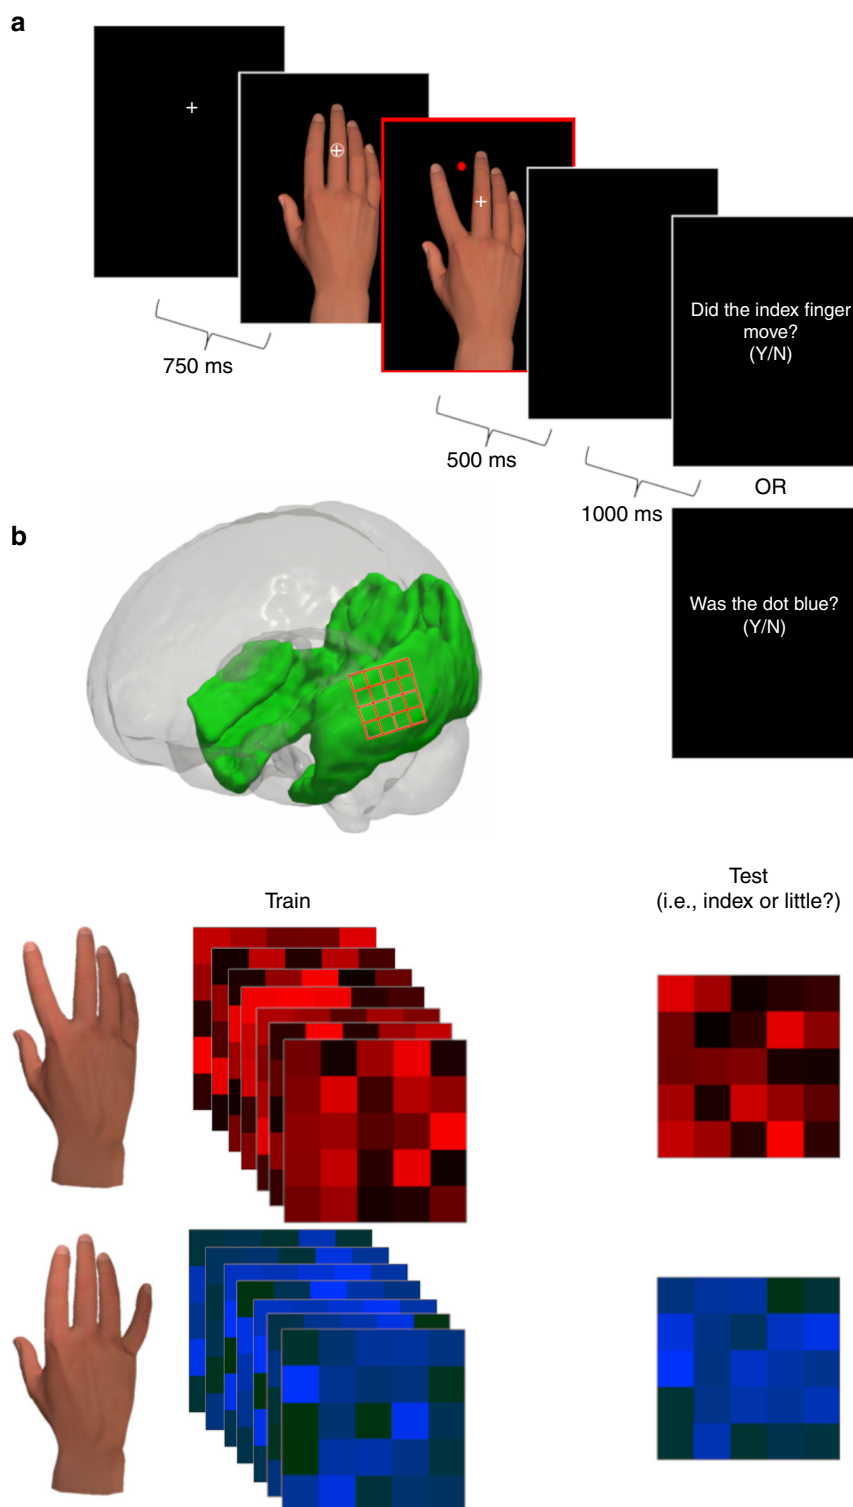 a
750 ms
500 ms
1000 ms
Did the index finger
move?
(Y/N)
OR
Was the dot blue?
(Y/N)
b
Train
Test
(i.e., index or little?)